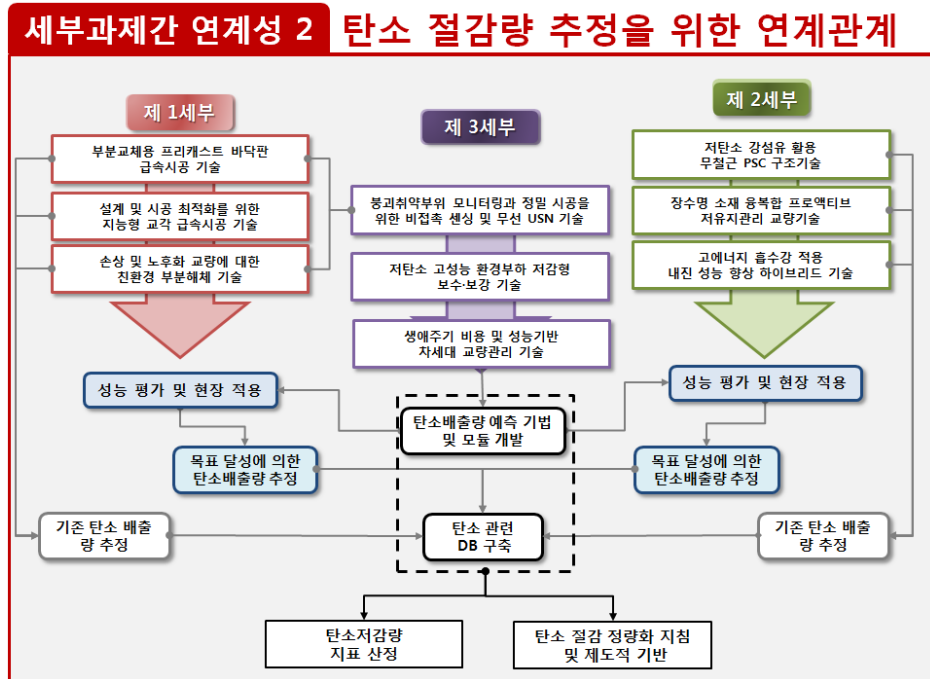 세부과제간 연계성 2
탄소 절감량 추정을 위한 연계관계
제 1세부
부분교체용 프리캐스트 바닥판
급속시공 기술
설계 및 시공 최적화를 위한
지능형 교각 급속시공 기술
손상 및 노후화 교량에 대한
친환경 부분해체 기술
제 3세부
붕괴취약부위 모니터링과 정밀 시공을
위한 비접촉 센싱 및 무선 USN 기술
저탄소 고성능 환경부하 저감형
보수·보강 기술
생애주기 비용 및 성능기반
차세대 교량관리 기술
제 2세부
저탄소 강섬유 활용
무철근 PSC 구조기술
장수명 소재 융복합 프로액티브
저유지관리 교량기술
고에너지 흡수강 적용
내진 성능 향상 하이브리드 기술
성능 평가 및 현장 적용
탄소배출량 예측 기법
및 모듈 개발
성능 평가 및 현장 적용
목표 달성에 의한
탄소배출량 추정
목표 달성에 의한
탄소배출량 추정
기존 탄소 배출
량 추정
탄소 관련
DB 구축
기존 탄소 배출
량 추정
탄소저감량
지표 산정
탄소 절감 정량화 지침
및 제도적 기반